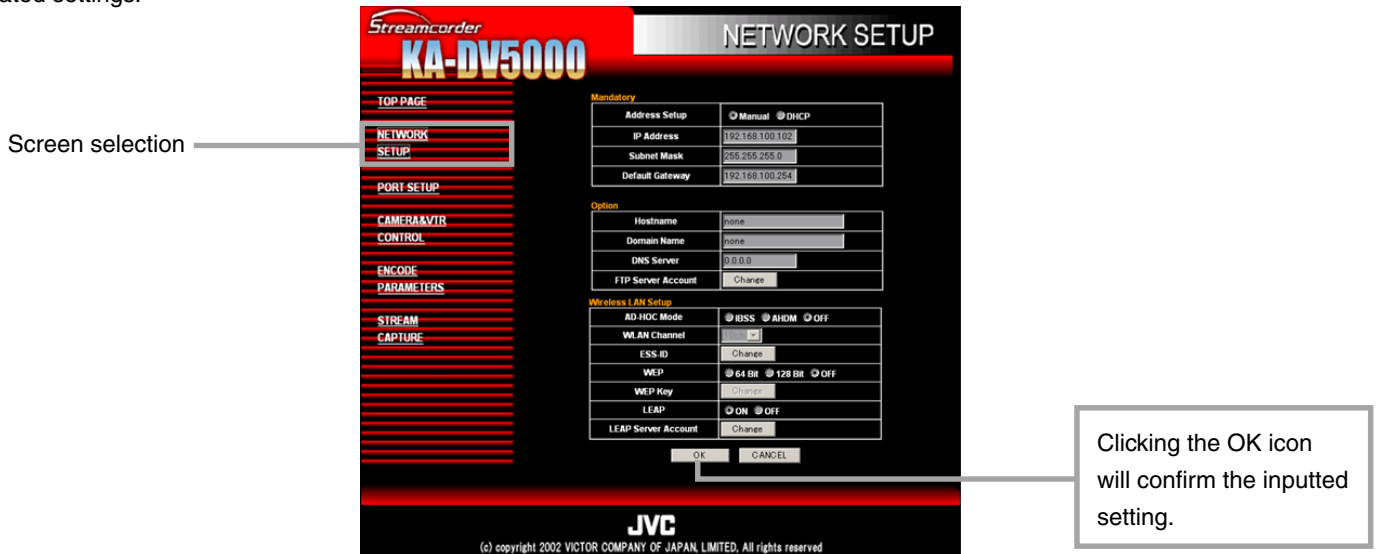 ated settings.
Streamcorder
KA-DV5000
NETWORK SETUP
Screen selection
TOP PAGE
NETWORK
SETUP
PORT SETUP
CAMERA&VTR
CONTROL
ENCODE
PARAMETERS
STREAM
CAPTURE
Mandatory
Address Setup Manual DHCP
IP Address 192.168.100.102
Subnet Mask 255.255.255.0
Default Gateway 192.168.100.254
Option
Hostname none
Domain Name none
DNS Server 0.0.0.0
FTP Server Account Change
Wireless LAN Setup
AD-HOC Mode IBSS AHDM OFF
WLAN Channel
ESS-ID Change
WEP 64 Bit 128 Bit OFF
WEP Key Change
LEAP ON OFF
LEAP Server Account Change
OK CANCEL
Clicking the OK icon
will confirm the inputted
setting.
JVC
(c) copyright 2002 VICTOR COMPANY OF JAPAN, LIMITED, All rights reserved